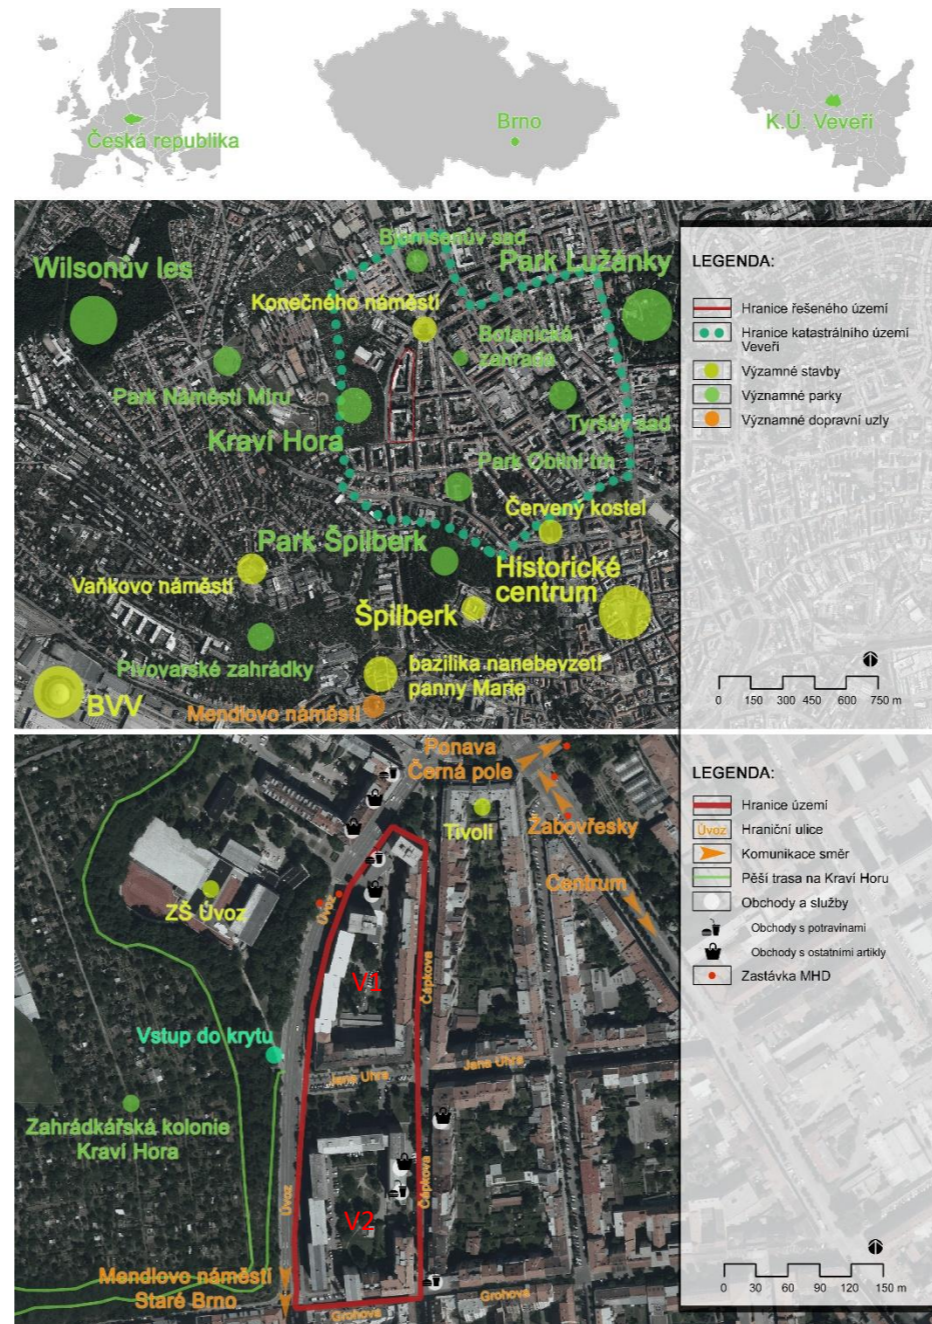 Česká republika
Brno
K.Ú. Veveří
Bjornsonův sad
Wilsonův les
Park Lužánky
Konečného náměstí
Botanická
zahrada
Park Náměstí Míru
Tyršův sad
Kraví Hora
Park Obilní trh
Červený kostel
Park Špilberk
Historické
centrum
Vaňkovo náměstí
Špilberk
Pivovarské zahrádky
bazilika nanebevzetí
panny Marie
BVV
Mendlovo náměstí
LEGENDA:
Hranice řešeného území
Hranice katastrálního území
Veveří
Výzamné stavby
Významné parky
Významné dopravní uzly
0 150 300 450 600 750 m
Ponava
Černá pole
Tivoli
Žabovřesky
Centrum
ZŠ Úvoz
Úvoz
V1
Čápkova
Vstup do krytu
Jana Uhra
Jana Uhra
Zahrádkářská kolonie
Kraví Hora
Čápkova
Úvoz
V2
Mendlovo náměstí
Staré Brno
Grohova
Grohova
LEGENDA:
Hranice území
Úvoz
Hraniční ulice
Komunikace směr
Pěší trasa na Kraví Horu
Obchody a služby
Obchody s potravinami
Obchody s ostatními artikly
Zastávka MHD
0 30 60 90 120 150 m